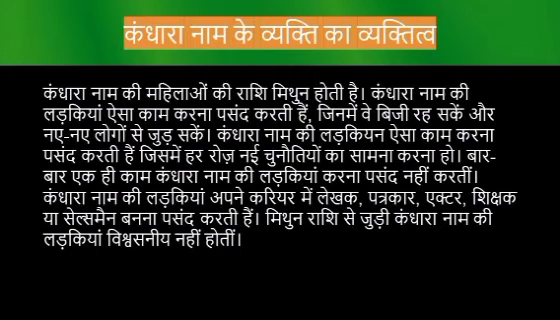 कंधारा नाम के व्यक्ति का व्यक्तित्व
कंधारा नाम की महिलाओं की राशि मिथुन होती है। कंधारा नाम की
लड़कियां ऐसा काम करना पसंद करती हैं, जिनमें वे बिजी रह सकें और
नए-नए लोगों से जुड़ सकें। कंधारा नाम की लड़कियन ऐसा काम करना
पसंद करती हैं जिसमें हर रोज़ नई चुनौतियों का सामना करना हो। बार-
बार एक ही काम कंधारा नाम की लड़कियां करना पसंद नहीं करतीं।
कंधारा नाम की लड़कियां अपने करियर में लेखक, पत्रकार, एक्टर, शिक्षक
या सेल्समैन बनना पसंद करती हैं। मिथुन राशि से जुड़ी कंधारा नाम की
लड़कियां विश्वसनीय नहीं होतीं।